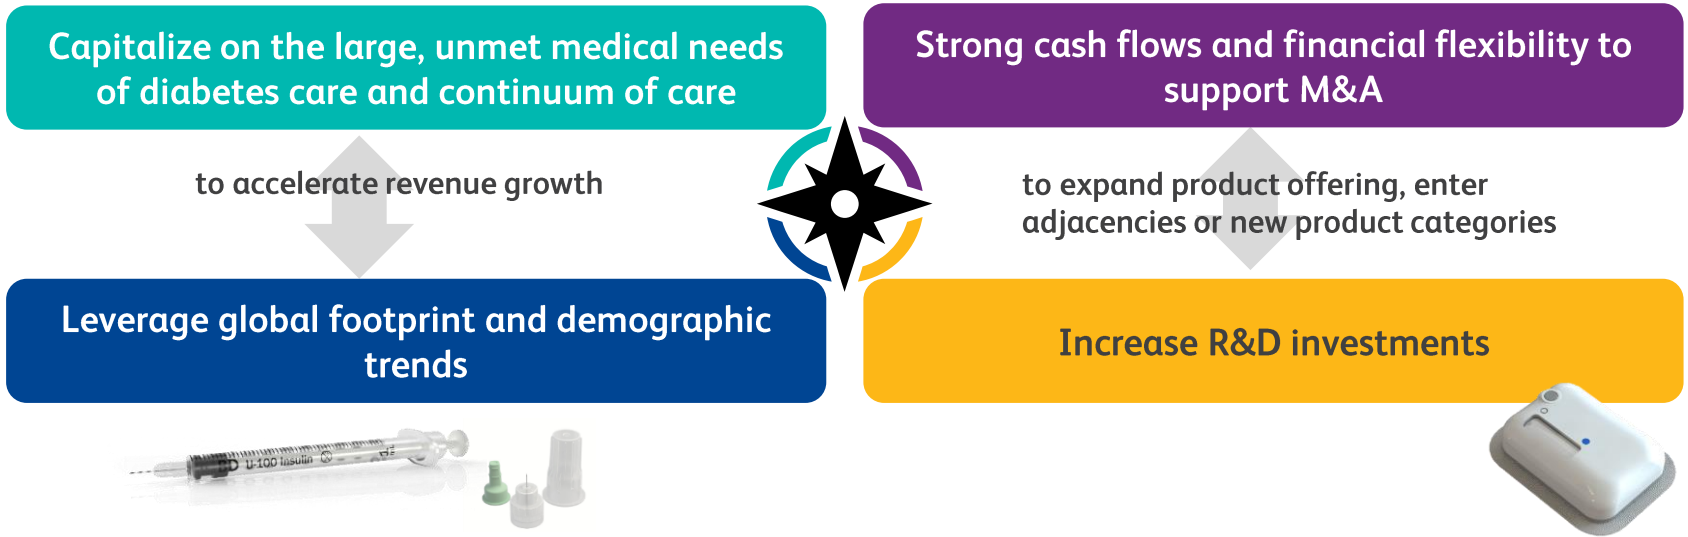 Capitalize on the large, unmet medical needs
of diabetes care and continuum of care
to accelerate revenue growth
Leverage global footprint and demographic
trends
Strong cash flows and financial flexibility to
support M&A
to expand product offering, enter
adjacencies or new product categories
Increase R&D investments
BD U-100 Insulin